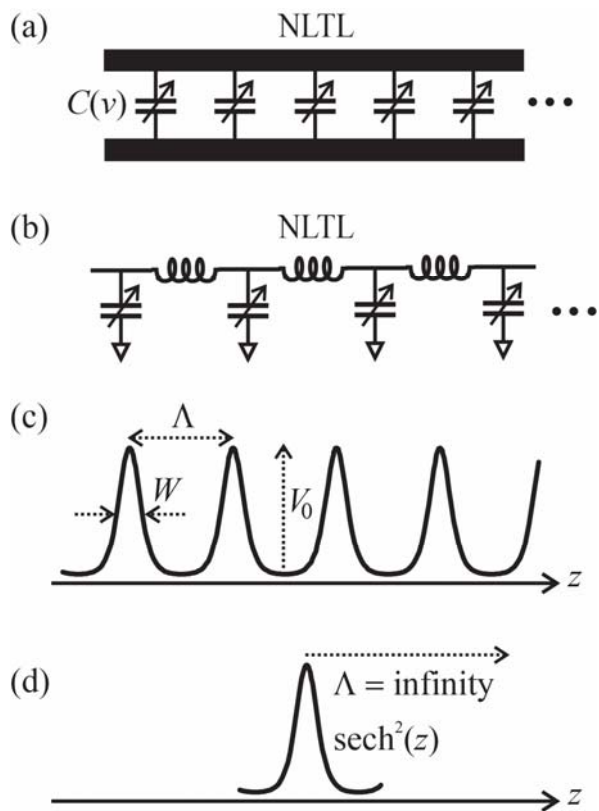 (a)
NLTL
C(v)
(b)
NLTL
(c)
Λ
W
V₀
z
(d)
Λ = infinity
sech²(z)
z